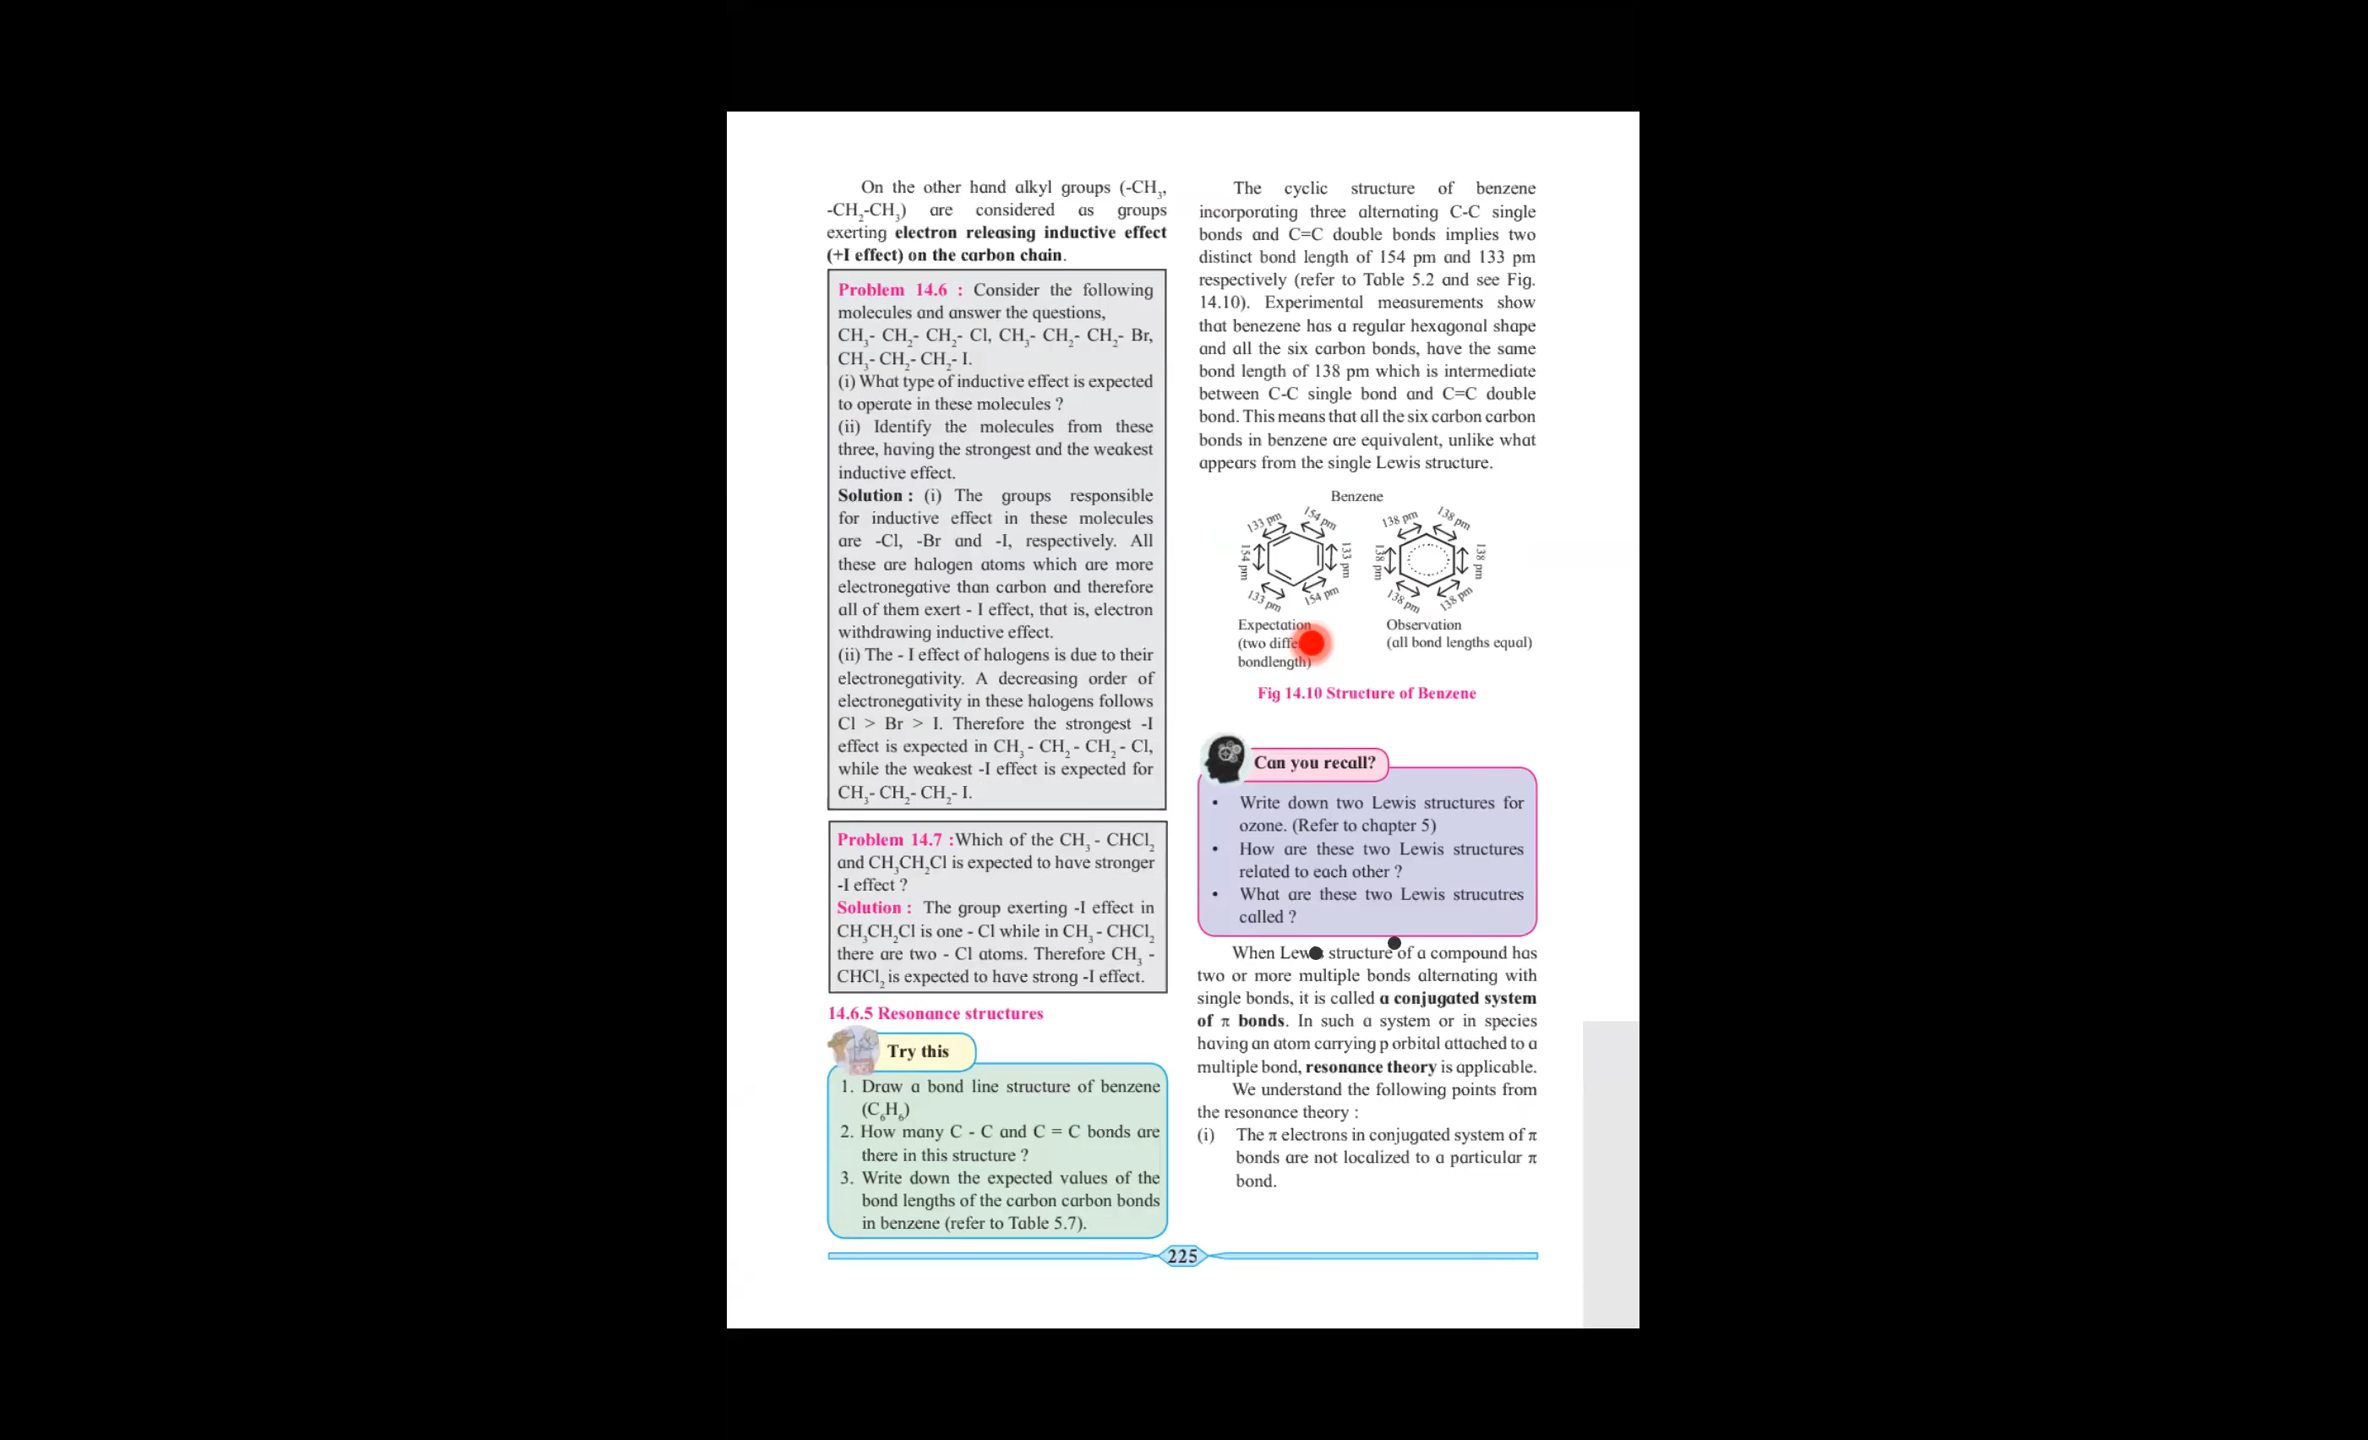 On the other hand alkyl groups (-CH₃,
-CH₂-CH₃) are considered as groups
exerting electron releasing inductive effect
(+I effect) on the carbon chain.
Problem 14.6 : Consider the following
molecules and answer the questions,
CH₃- CH₂- CH₂- Cl, CH₃- CH₂- CH₂- Br,
CH₃- CH₂- CH₂- I.
(i) What type of inductive effect is expected
to operate in these molecules ?
(ii) Identify the molecules from these
three, having the strongest and the weakest
inductive effect.
Solution : (i) The groups responsible
for inductive effect in these molecules
are -Cl, -Br and -I, respectively. All
these are halogen atoms which are more
electronegative than carbon and therefore
all of them exert - I effect, that is, electron
withdrawing inductive effect.
(ii) The - I effect of halogens is due to their
electronegativity. A decreasing order of
electronegativity in these halogens follows
Cl > Br > I. Therefore the strongest -I
effect is expected in CH₃ - CH₂ - CH₂ - Cl,
while the weakest -I effect is expected for
CH₃- CH₂- CH₂- I.
Problem 14.7 :Which of the CH₃ - CHCl₂
and CH₃CH₂Cl is expected to have stronger
-I effect ?
Solution : The group exerting -I effect in
CH₃CH₂Cl is one - Cl while in CH₃ - CHCl₂
there are two - Cl atoms. Therefore CH₃ -
CHCl₂ is expected to have strong -I effect.
14.6.5 Resonance structures
Try this
1. Draw a bond line structure of benzene
(C₆H₆)
2. How many C - C and C = C bonds are
there in this structure ?
3. Write down the expected values of the
bond lengths of the carbon carbon bonds
in benzene (refer to Table 5.7).
The cyclic structure of benzene
incorporating three alternating C-C single
bonds and C=C double bonds implies two
distinct bond length of 154 pm and 133 pm
respectively (refer to Table 5.2 and see Fig.
14.10). Experimental measurements show
that benezene has a regular hexagonal shape
and all the six carbon bonds, have the same
bond length of 138 pm which is intermediate
between C-C single bond and C=C double
bond. This means that all the six carbon carbon
bonds in benzene are equivalent, unlike what
appears from the single Lewis structure.
Benzene
133 pm 154 pm 138 pm 138 pm
154 pm 133 pm 138 pm 138 pm
133 pm 154 pm 138 pm 138 pm
Expectation
(two
bondlength)
Observation
(all bond lengths equal)
Fig 14.10 Structure of Benzene
Can you recall?
• Write down two Lewis structures for
ozone. (Refer to chapter 5)
• How are these two Lewis structures
related to each other ?
• What are these two Lewis strucutres
called ?
When structure of a compound has
two or more multiple bonds alternating with
single bonds, it is called a conjugated system
of π bonds. In such a system or in species
having an atom carrying p orbital attached to a
multiple bond, resonance theory is applicable.
We understand the following points from
the resonance theory :
(i) The π electrons in conjugated system of π
bonds are not localized to a particular π
bond.
225